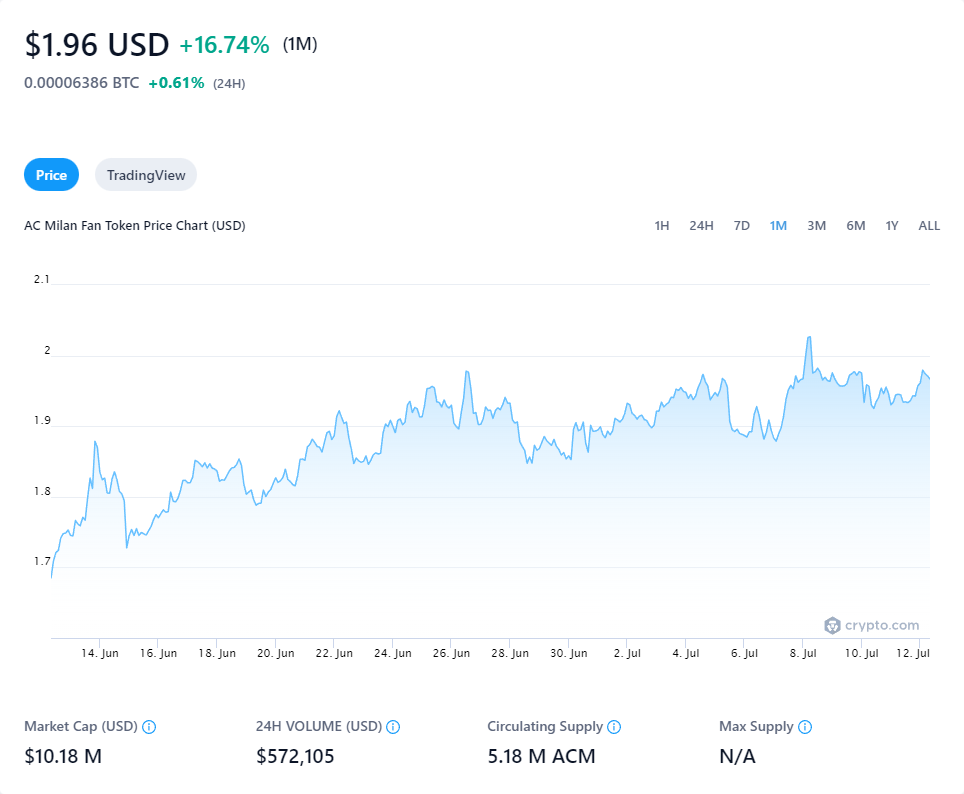 $1.96 USD +16.74% (1M)
0.00006386 BTC +0.61% (24H)
Price TradingView
AC Milan Fan Token Price Chart (USD) 1H 24H 7D 1M 3M 6M 1Y ALL
2.1
2
1.9
1.8
1.7
crypto.com
14. Jun 16. Jun 18. Jun 20. Jun 22. Jun 24. Jun 26. Jun 28. Jun 30. Jun 2. Jul 4. Jul 6. Jul 8. Jul 10. Jul 12. Jul
Market Cap (USD) 24H VOLUME (USD) Circulating Supply Max Supply
$10.18 M $572,105 5.18 M ACM N/A